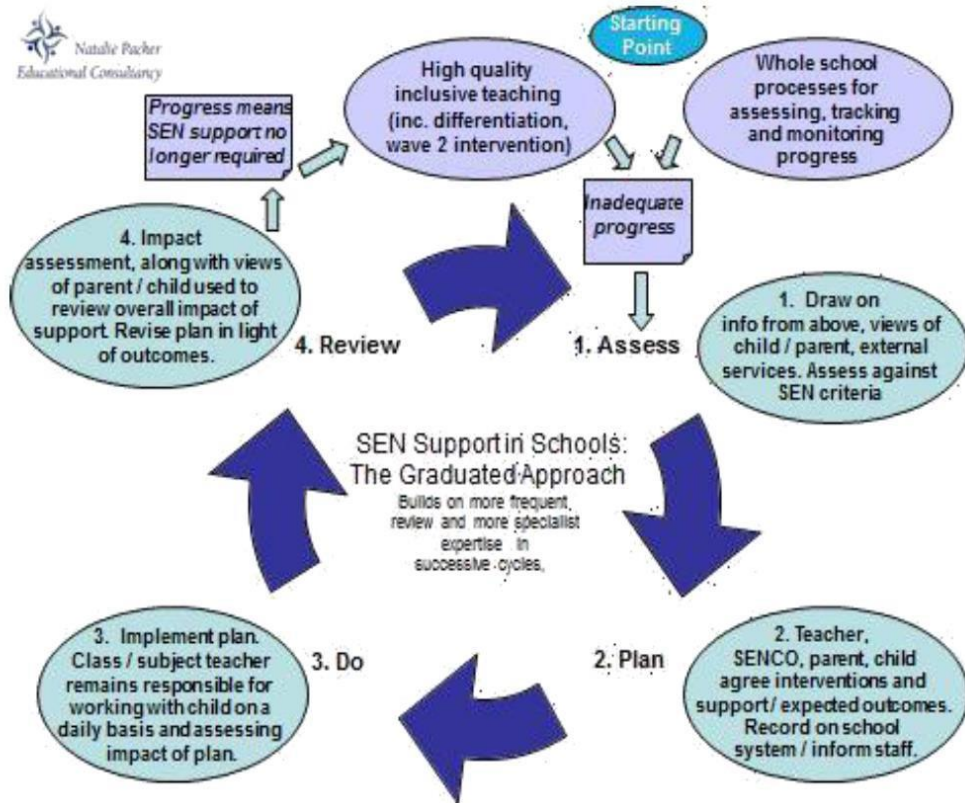 Natalie Packer
Educational Consultancy
Starting
Point
High quality
inclusive teaching
(inc. differentiation,
wave 2 intervention)
Whole school
processes for
assessing, tracking
and monitoring
progress
Progress means
SEN support no
longer required
Inadequate
progress
4. Impact
assessment, along with views
of parent / child used to
review overall impact of
support. Revise plan in light
of outcomes.
4. Review
1. Assess
1. Draw on
info from above, views of
child / parent, external
services. Assess against
SEN criteria
SEN Support in Schools:
The Graduated Approach
Builds on more frequent
review and more specialist
expertise in
successive cycles,
3. Implement plan.
Class / subject teacher
remains responsible for
working with child on a
daily basis and assessing
impact of plan.
3. Do
2. Plan
2. Teacher,
SENCO, parent, child
agree interventions and
support / expected outcomes.
Record on school
system / inform staff.